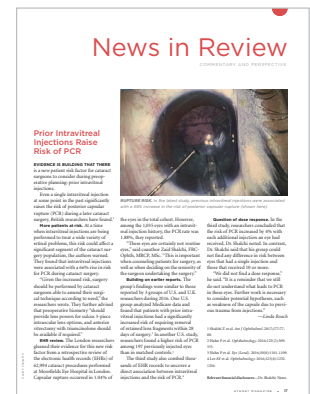 News in Review
COMMENTARY AND PERSPECTIVE
Prior Intravitreal
Injections Raise
Risk of PCR
EVIDENCE IS BUILDING THAT THERE
is a new patient risk factor for cataract
surgeons to consider during preop-
erative planning: prior intravitreal
injections.
Even a single intravitreal injection
at some point in the past significantly
raises the risk of posterior capsular
rupture (PCR) during a later cataract
surgery, British researchers have found.
More patients at risk. At a time
when intravitreal injections are being
performed to treat a wide variety of
retinal problems, this risk could affect a
significant segment of the cataract sur-
gery population, the authors warned.
They found that intravitreal injections
were associated with a 66% rise in risk
for PCR during cataract surgery.
"Given the increased risk, surgery
should be performed by cataract
surgeons able to amend their surgi-
cal technique according to need," the
researchers wrote. They further advised
that preoperative biometry "should
provide lens powers for sulcus
intraocular lens options, and anterior
vitrectomy with triamcinolone should
be available if required."
EHR review. The London researchers
planned their evidence for this new risk
factor from a retrospective review of
the electronic health records (EHRs) of
62,994 cataract procedures performed
at Moorfields Eye Hospital in London.
Capsular rupture occurred in 1.04% of
RUPTURE RISK. In the latest study, previous intravitreal injections were associated
with a 66% increase in the risk of posterior capsular rupture (shown here).
the eyes in the total cohort. However,
among the 1,035 eyes with an intravit-
real injection history, the PCR rate was
1.88%, they reported.
"These eyes are certainly not routine
eyes," said coauthor Zaid Shalchi, FRC-
Ophth, MRCP, MSc. "This is important
when counseling patients for surgery, as
well as when deciding on the seniority of
the surgeon undertaking the surgery."
Building on earlier reports. The
group's findings were similar to those
reported by 4 groups of U.S. and U.K.
researchers during 2016. One U.S.
group analyzed Medicare data and
found that patients with prior intra-
vitreal injections had a significantly
increased risk of requiring removal
of retained lens fragments within 28
days of surgery. In another U.S. study,
researchers found a higher risk of PCR
among 197 previously injected eyes
than in matched controls.
The third study also combed thou-
sands of EHR records to uncover a
direct association between intravitreal
injections and the risk of PCR.
Question of dose response. In the
third study, researchers concluded that
the risk of PCR increased by 4% with
each additional injection an eye had
received, Dr. Shalchi noted. In contrast,
Dr. Shalchi said that his group could
not find any difference in risk between
eyes that had a single injection and
those that received 10 or more.
"We did not find a dose response,"
he said. "It is a reminder that we still
do not understand what leads to PCR
in these eyes. Further work is necessary
to consider potential hypotheses, such
as weakness of the capsule due to previ-
ous trauma from injections."
—Linda Roach
EYENET MAGAZINE • 17